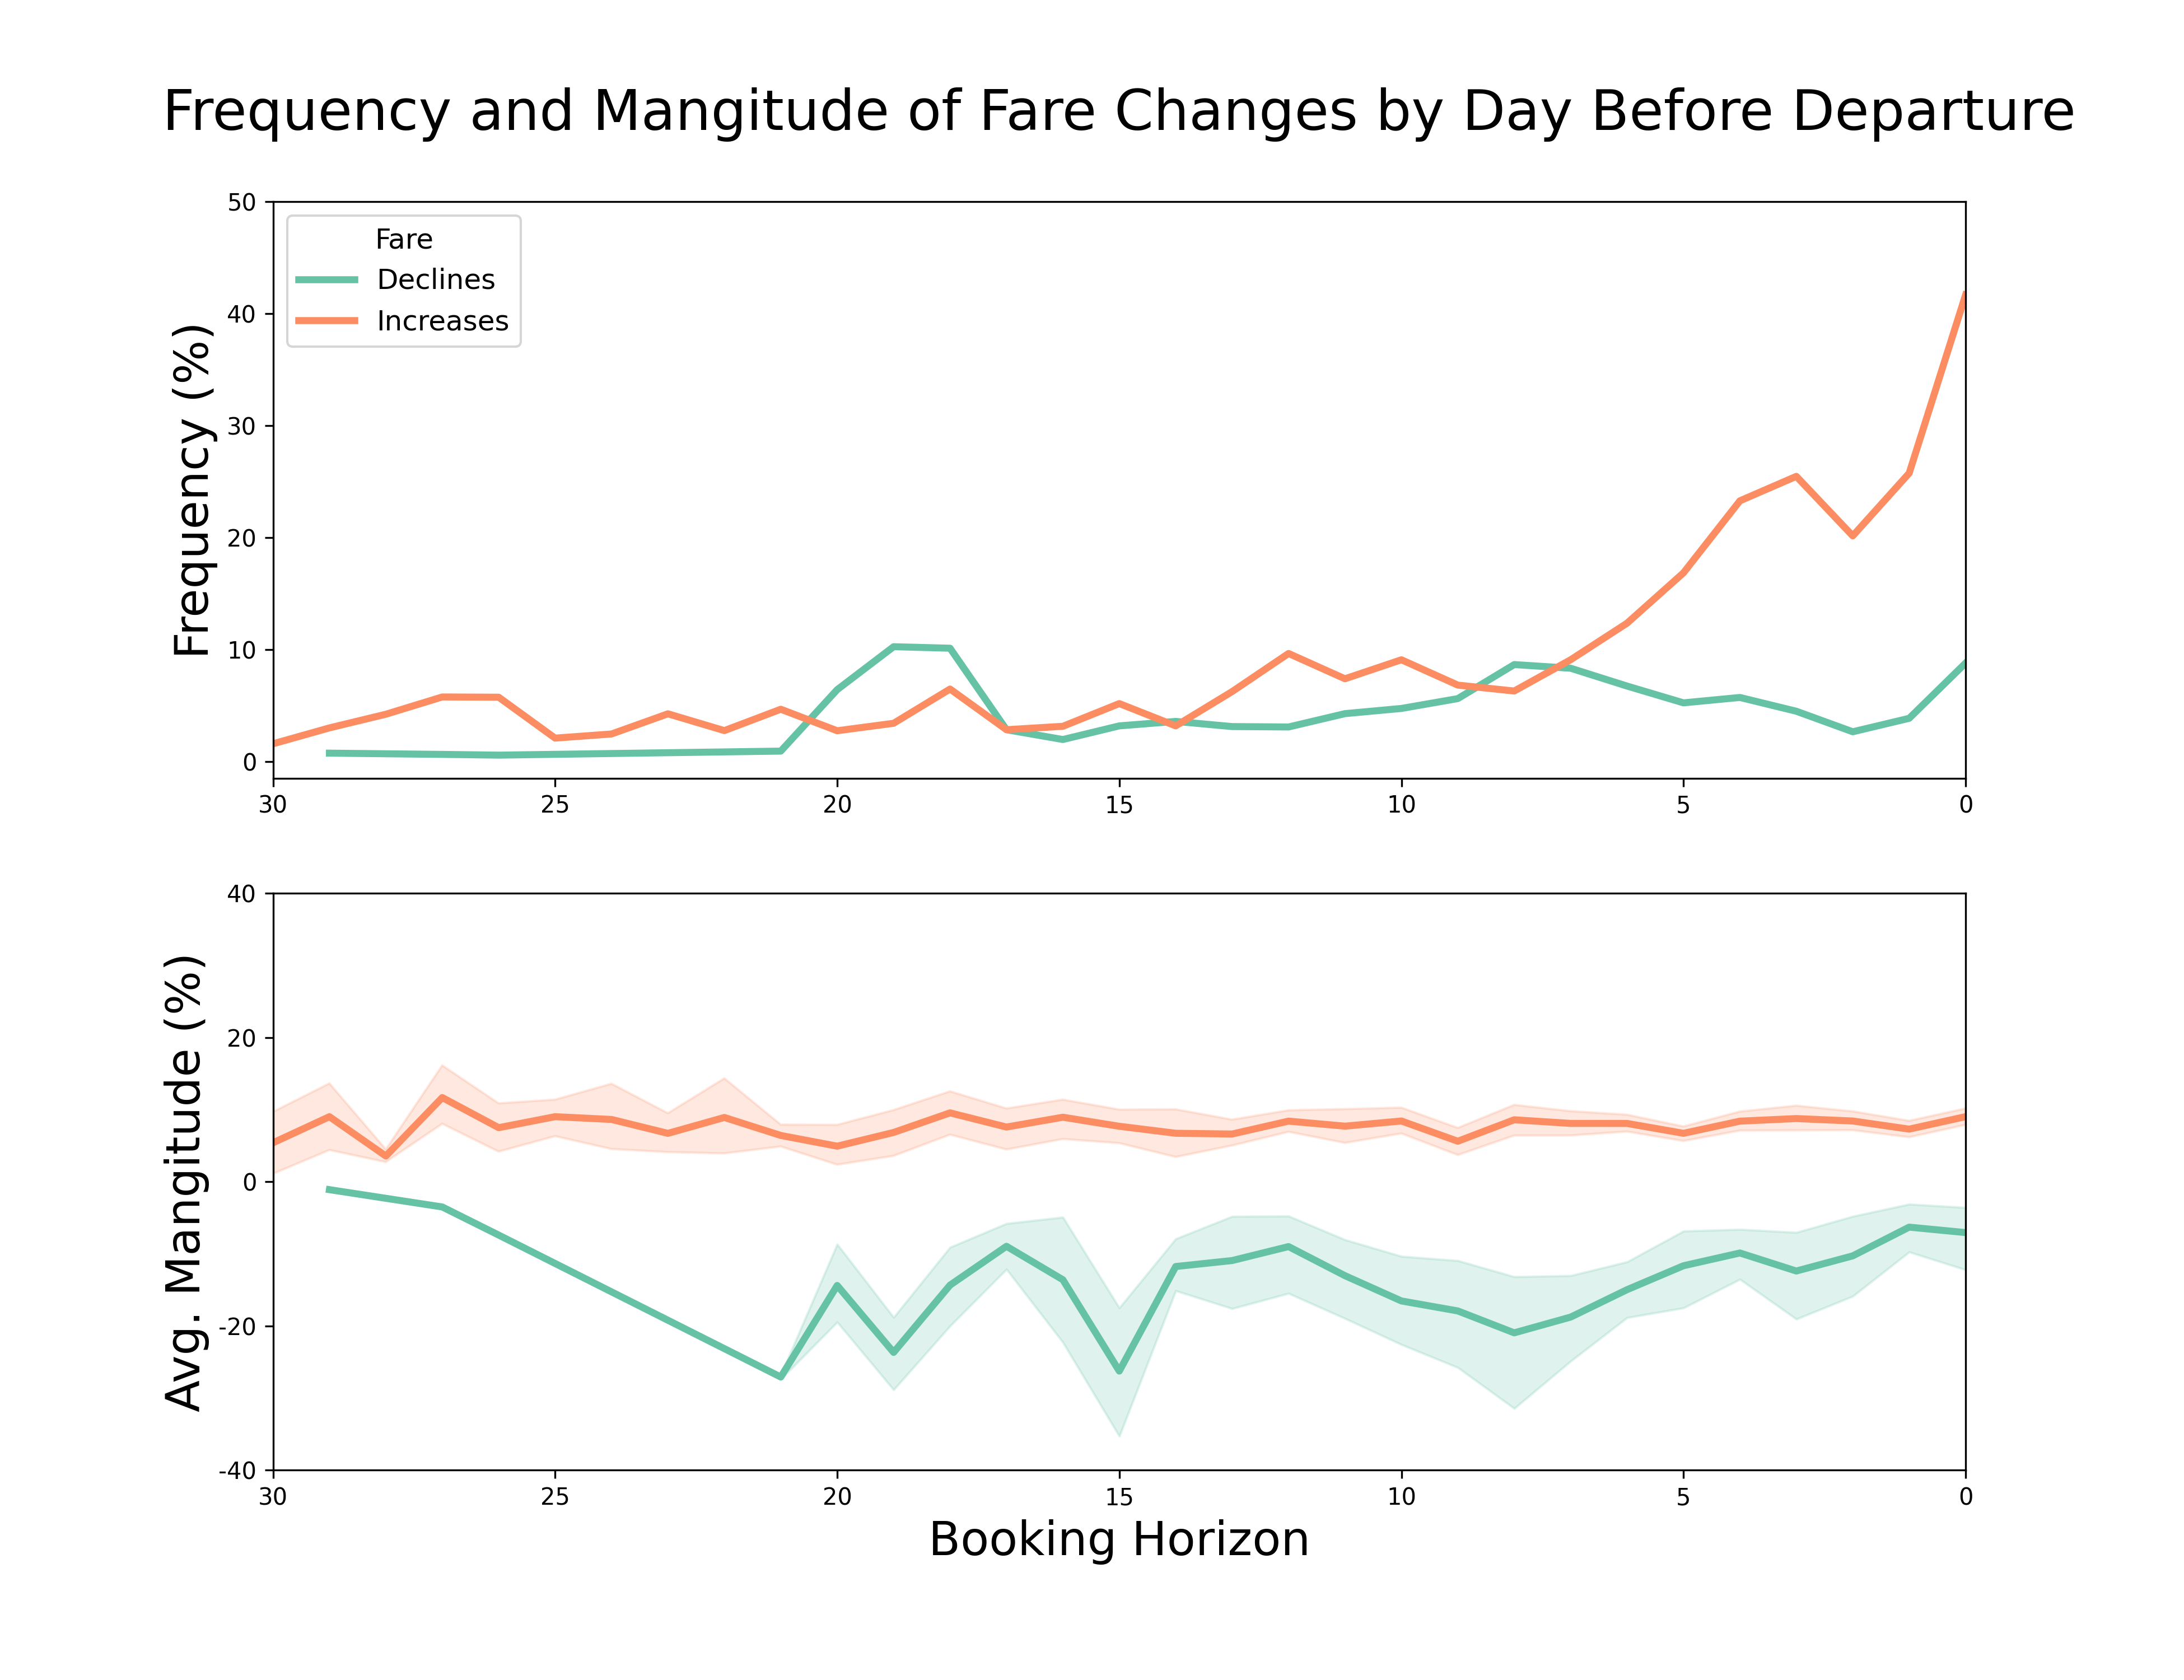 Frequency and Mangitude of Fare Changes by Day Before Departure
Frequency (%)
50
40
30
20
10
0
Fare
Declines
Increases
30 25 20 15 10 5 0
Avg. Mangitude (%)
40
20
0
-20
-40
30 25 20 15 10 5 0
Booking Horizon